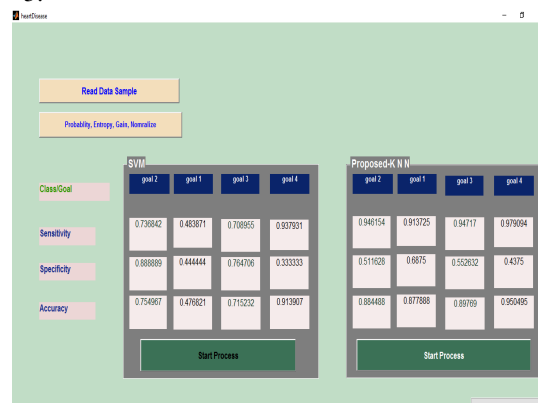 heartDisease
Read Data Sample
Probablity, Entropy, Gain, Nomralize
SVM
Proposed-K N N
Class/Goal
goal 2 goal 1 goal 3 goal 4
goal 2 goal 1 goal 3 goal 4
Sensitivity
0.736842 0.483871 0.708955 0.937931
0.946154 0.913725 0.94717 0.979094
Specificity
0.888889 0.444444 0.764706 0.333333
0.511628 0.6875 0.552632 0.4375
Accuracy
0.754967 0.476821 0.715232 0.913907
0.884488 0.877888 0.89769 0.950495
Start Process
Start Process